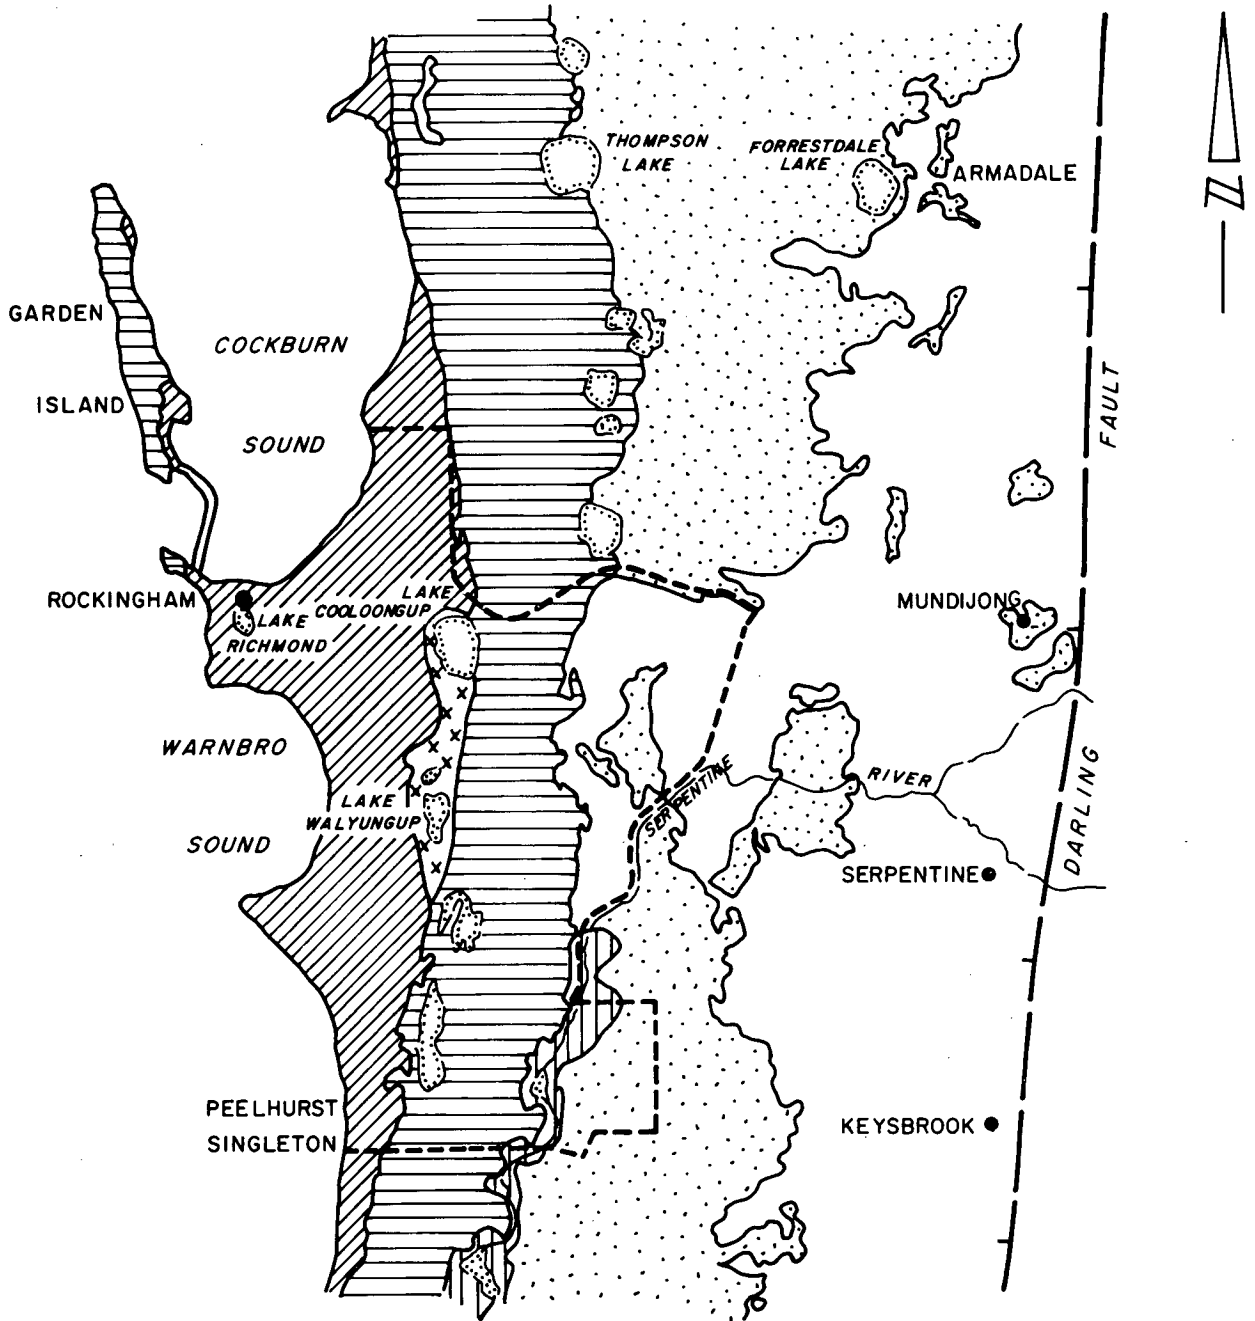 THOMPSON
LAKE
FORRESTDALE
LAKE
ARMADALE
N
GARDEN
ISLAND
COCKBURN
SOUND
FAULT
ROCKINGHAM
LAKE
RICHMOND
LAKE
COOLOONGUP
MUNDIJONG
WARNBRO
SOUND
LAKE
WALYUNGUP
SERPENTINE
RIVER
DARLING
SERPENTINE
PEELHURST
SINGLETON
KEYSBROOK